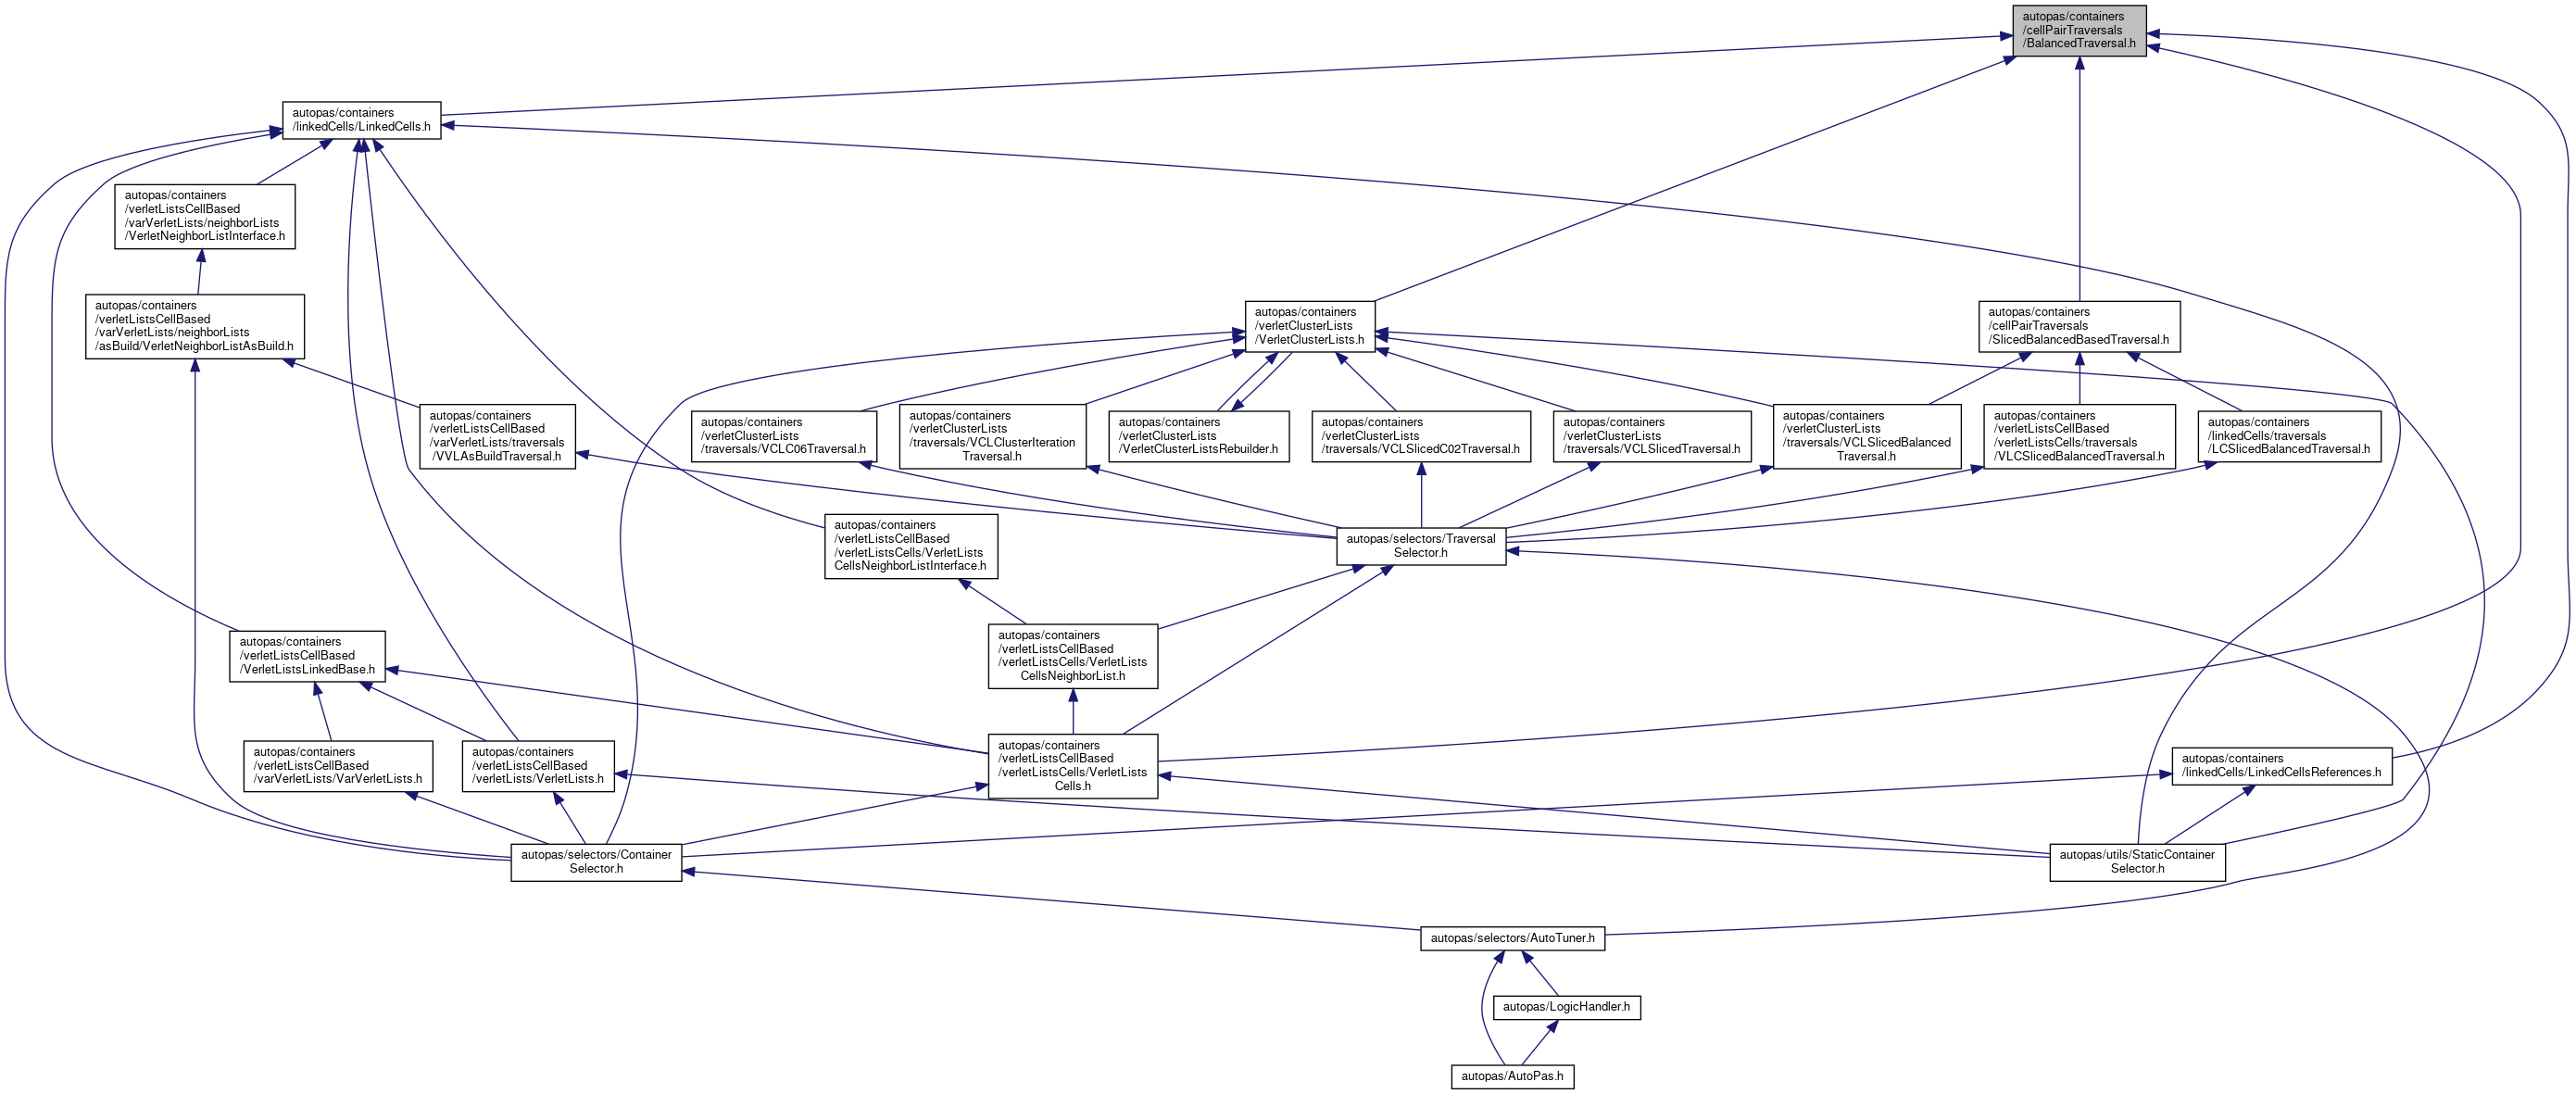 autopas/containers
/cellPairTraversals
/BalancedTraversal.h
autopas/containers
/linkedCells/LinkedCells.h
autopas/containers
/verletListsCellBased
/varVerletLists/neighborLists
/VerletNeighborListInterface.h
autopas/containers
/verletListsCellBased
/varVerletLists/neighborLists
/asBuild/VerletNeighborListAsBuild.h
autopas/containers
/verletClusterLists
/VerletClusterLists.h
autopas/containers
/cellPairTraversals
/SlicedBalancedBasedTraversal.h
autopas/containers
/verletListsCellBased
/varVerletLists/traversals
/VVLAsBuildTraversal.h
autopas/containers
/verletClusterLists
/traversals/VCLC06Traversal.h
autopas/containers
/verletClusterLists
/traversals/VCLClusterIteration
Traversal.h
autopas/containers
/verletClusterLists
/VerletClusterListsRebuilder.h
autopas/containers
/verletClusterLists
/traversals/VCLSlicedC02Traversal.h
autopas/containers
/verletClusterLists
/traversals/VCLSlicedTraversal.h
autopas/containers
/verletClusterLists
/traversals/VCLSlicedBalanced
Traversal.h
autopas/containers
/verletListsCellBased
/verletListsCells/traversals
/VLCSlicedBalancedTraversal.h
autopas/containers
/linkedCells/traversals
/LCSlicedBalancedTraversal.h
autopas/containers
/verletListsCellBased
/verletListsCells/VerletLists
CellsNeighborListInterface.h
autopas/selectors/Traversal
Selector.h
autopas/containers
/verletListsCellBased
/VerletListsLinkedBase.h
autopas/containers
/verletListsCellBased
/verletListsCells/VerletLists
CellsNeighborList.h
autopas/containers
/verletListsCellBased
/varVerletLists/VarVerletLists.h
autopas/containers
/verletListsCellBased
/verletLists/VerletLists.h
autopas/containers
/verletListsCellBased
/verletListsCells/VerletLists
Cells.h
autopas/containers
/linkedCells/LinkedCellsReferences.h
autopas/selectors/Container
Selector.h
autopas/utils/StaticContainer
Selector.h
autopas/selectors/AutoTuner.h
autopas/LogicHandler.h
autopas/AutoPas.h